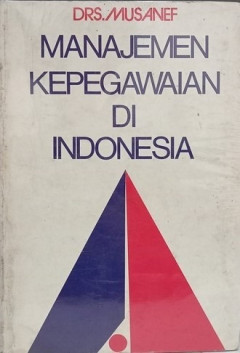 DRS.MUSANEF
MANAJEMEN
KEPEGAWAIAN
DI
INDONESIA